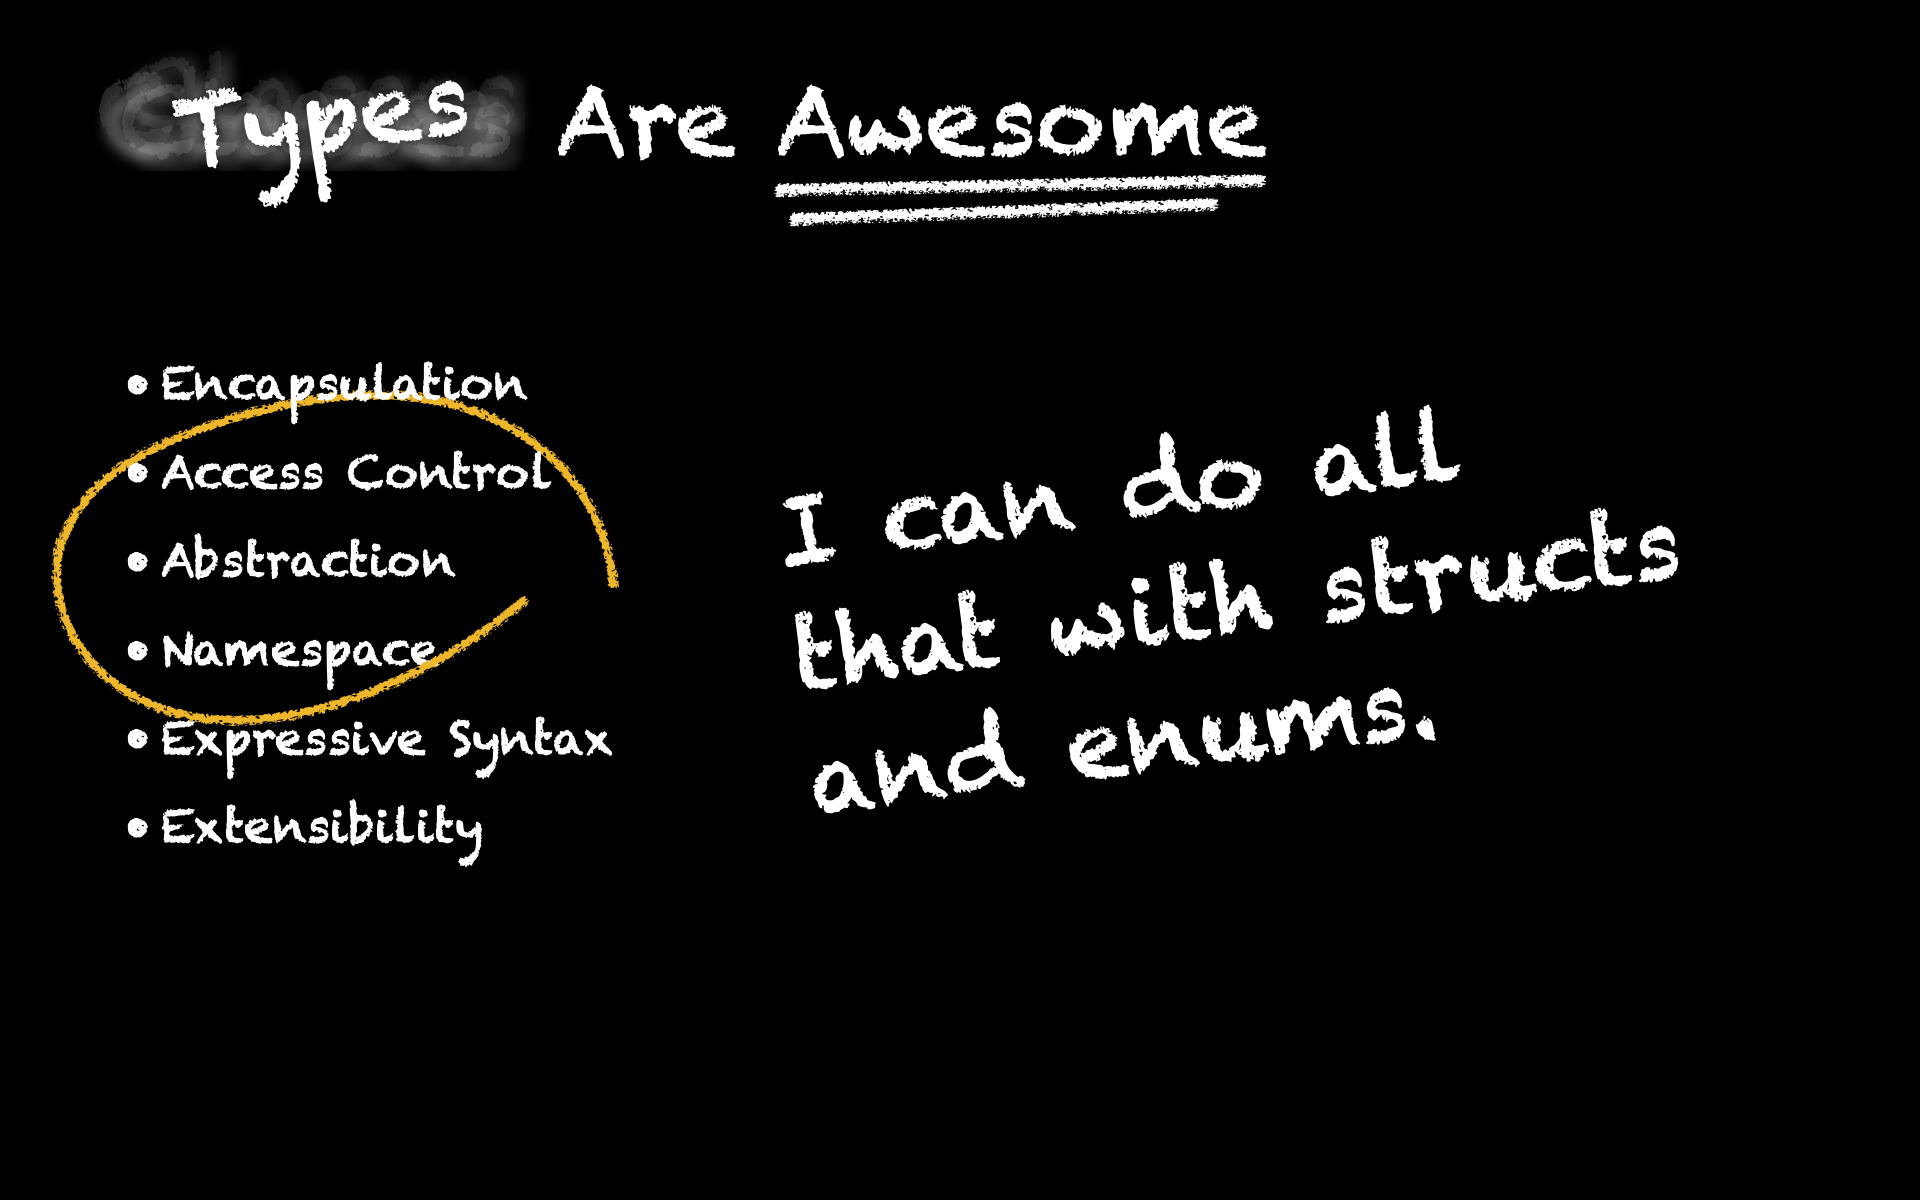 Types Are Awesome
• Encapsulation
• Access Control
• Abstraction
• Namespace
• Expressive Syntax
• Extensibility
I can do all
that with structs
and enums.